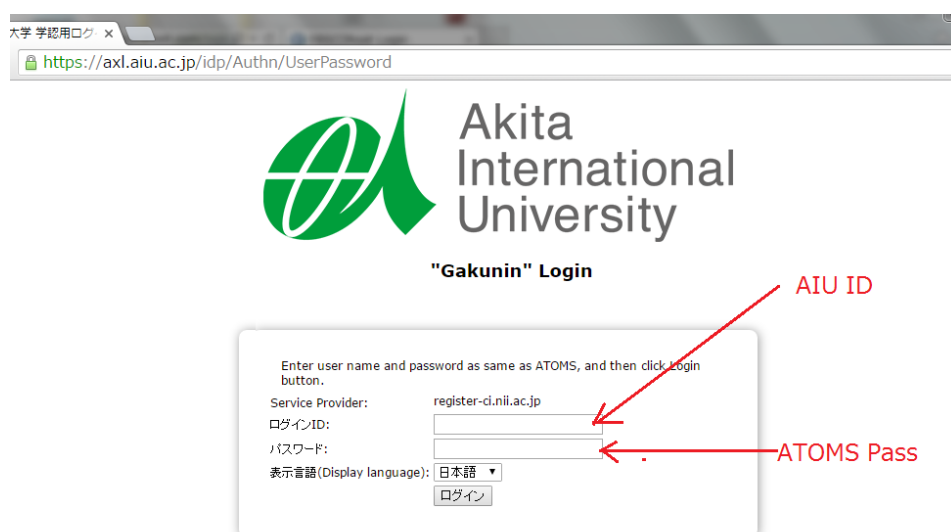 大学 学認用ログ ×
https://axl.aiu.ac.jp/idp/Authn/UserPassword
Akita
International
University
"Gakunin" Login
AIU ID
Enter user name and password as same as ATOMS, and then click Login
button.
Service Provider: register-ci.nii.ac.jp
ログインID:
パスワード:
ATOMS Pass
表示言語(Display language): 日本語 ▼
ログイン